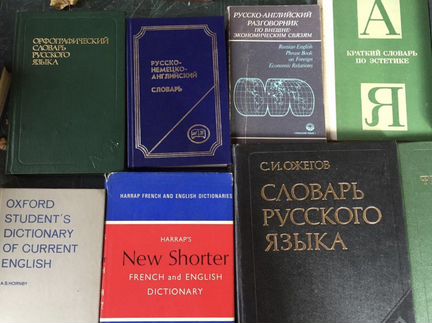 ОРФОГРАФИЧЕСКИЙ
СЛОВАРЬ
РУССКОГО
ЯЗЫКА
РУССКО-
НЕМЕЦКО-
АНГЛИЙСКИЙ
СЛОВАРЬ
РУССКО-АНГЛИЙСКИЙ
РАЗГОВОРНИК
ПО ВНЕШНЕ-
ЭКОНОМИЧЕСКИМ
СВЯЗЯМ
Russian-English
Phrase Book
on Foreign
Economic Relations
А
КРАТКИЙ СЛОВАРЬ
ПО ЭСТЕТИКЕ
Я
OXFORD
STUDENT'S
DICTIONARY
OF CURRENT
ENGLISH
A.S. HORNBY
HARRAP FRENCH AND ENGLISH DICTIONARIES
HARRAP'S
New Shorter
FRENCH and ENGLISH
DICTIONARY
С.И. ОЖЕГОВ
СЛОВАРЬ
РУССКОГО
ЯЗЫКА